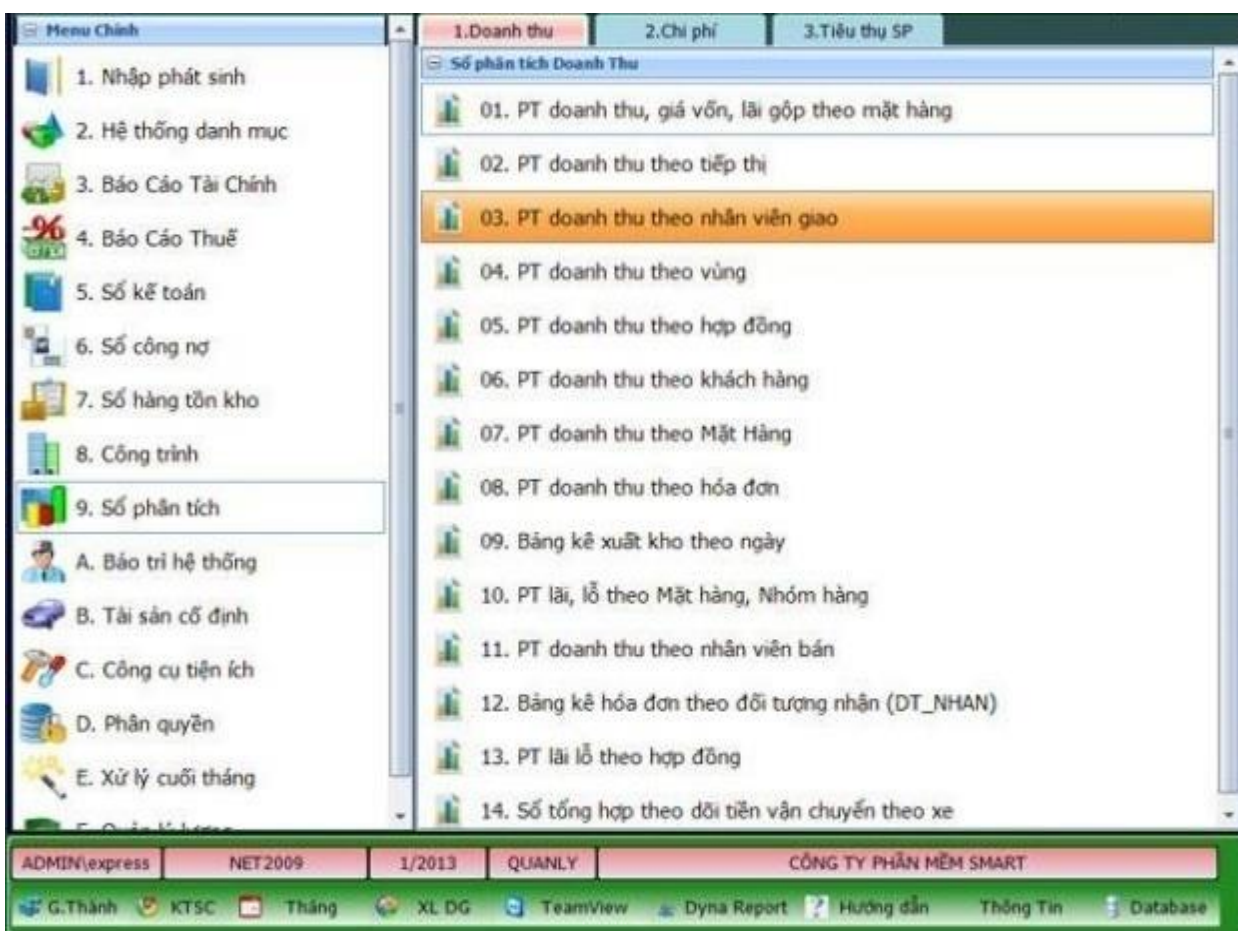 Menu Chính
1. Nhập phát sinh
2. Hệ thống danh mục
3. Báo Cáo Tài Chính
4. Báo Cáo Thuế
5. Sổ kế toán
6. Sổ công nợ
7. Sổ hàng tồn kho
8. Công trình
9. Sổ phân tích
A. Bảo trì hệ thống
B. Tài sản cố định
C. Công cụ tiện ích
D. Phân quyền
E. Xử lý cuối tháng
1.Doanh thu 2.Chi phí 3.Tiêu thụ SP
Sổ phân tích Doanh Thu
01. PT doanh thu, giá vốn, lãi gộp theo mặt hàng
02. PT doanh thu theo tiếp thị
03. PT doanh thu theo nhân viên giao
04. PT doanh thu theo vùng
05. PT doanh thu theo hợp đồng
06. PT doanh thu theo khách hàng
07. PT doanh thu theo Mặt Hàng
08. PT doanh thu theo hóa đơn
09. Bảng kê xuất kho theo ngày
10. PT lãi, lỗ theo Mặt hàng, Nhóm hàng
11. PT doanh thu theo nhân viên bán
12. Bảng kê hóa đơn theo đối tượng nhận (DT_NHAN)
13. PT lãi lỗ theo hợp đồng
14. Sổ tổng hợp theo dõi tiền vận chuyển theo xe
ADMIN\express NET2009 1/2013 QUANLY CÔNG TY PHẦN MỀM SMART
G.Thành KTSC Tháng XL DG TeamView Dyna Report Hướng dẫn Thông Tin Database